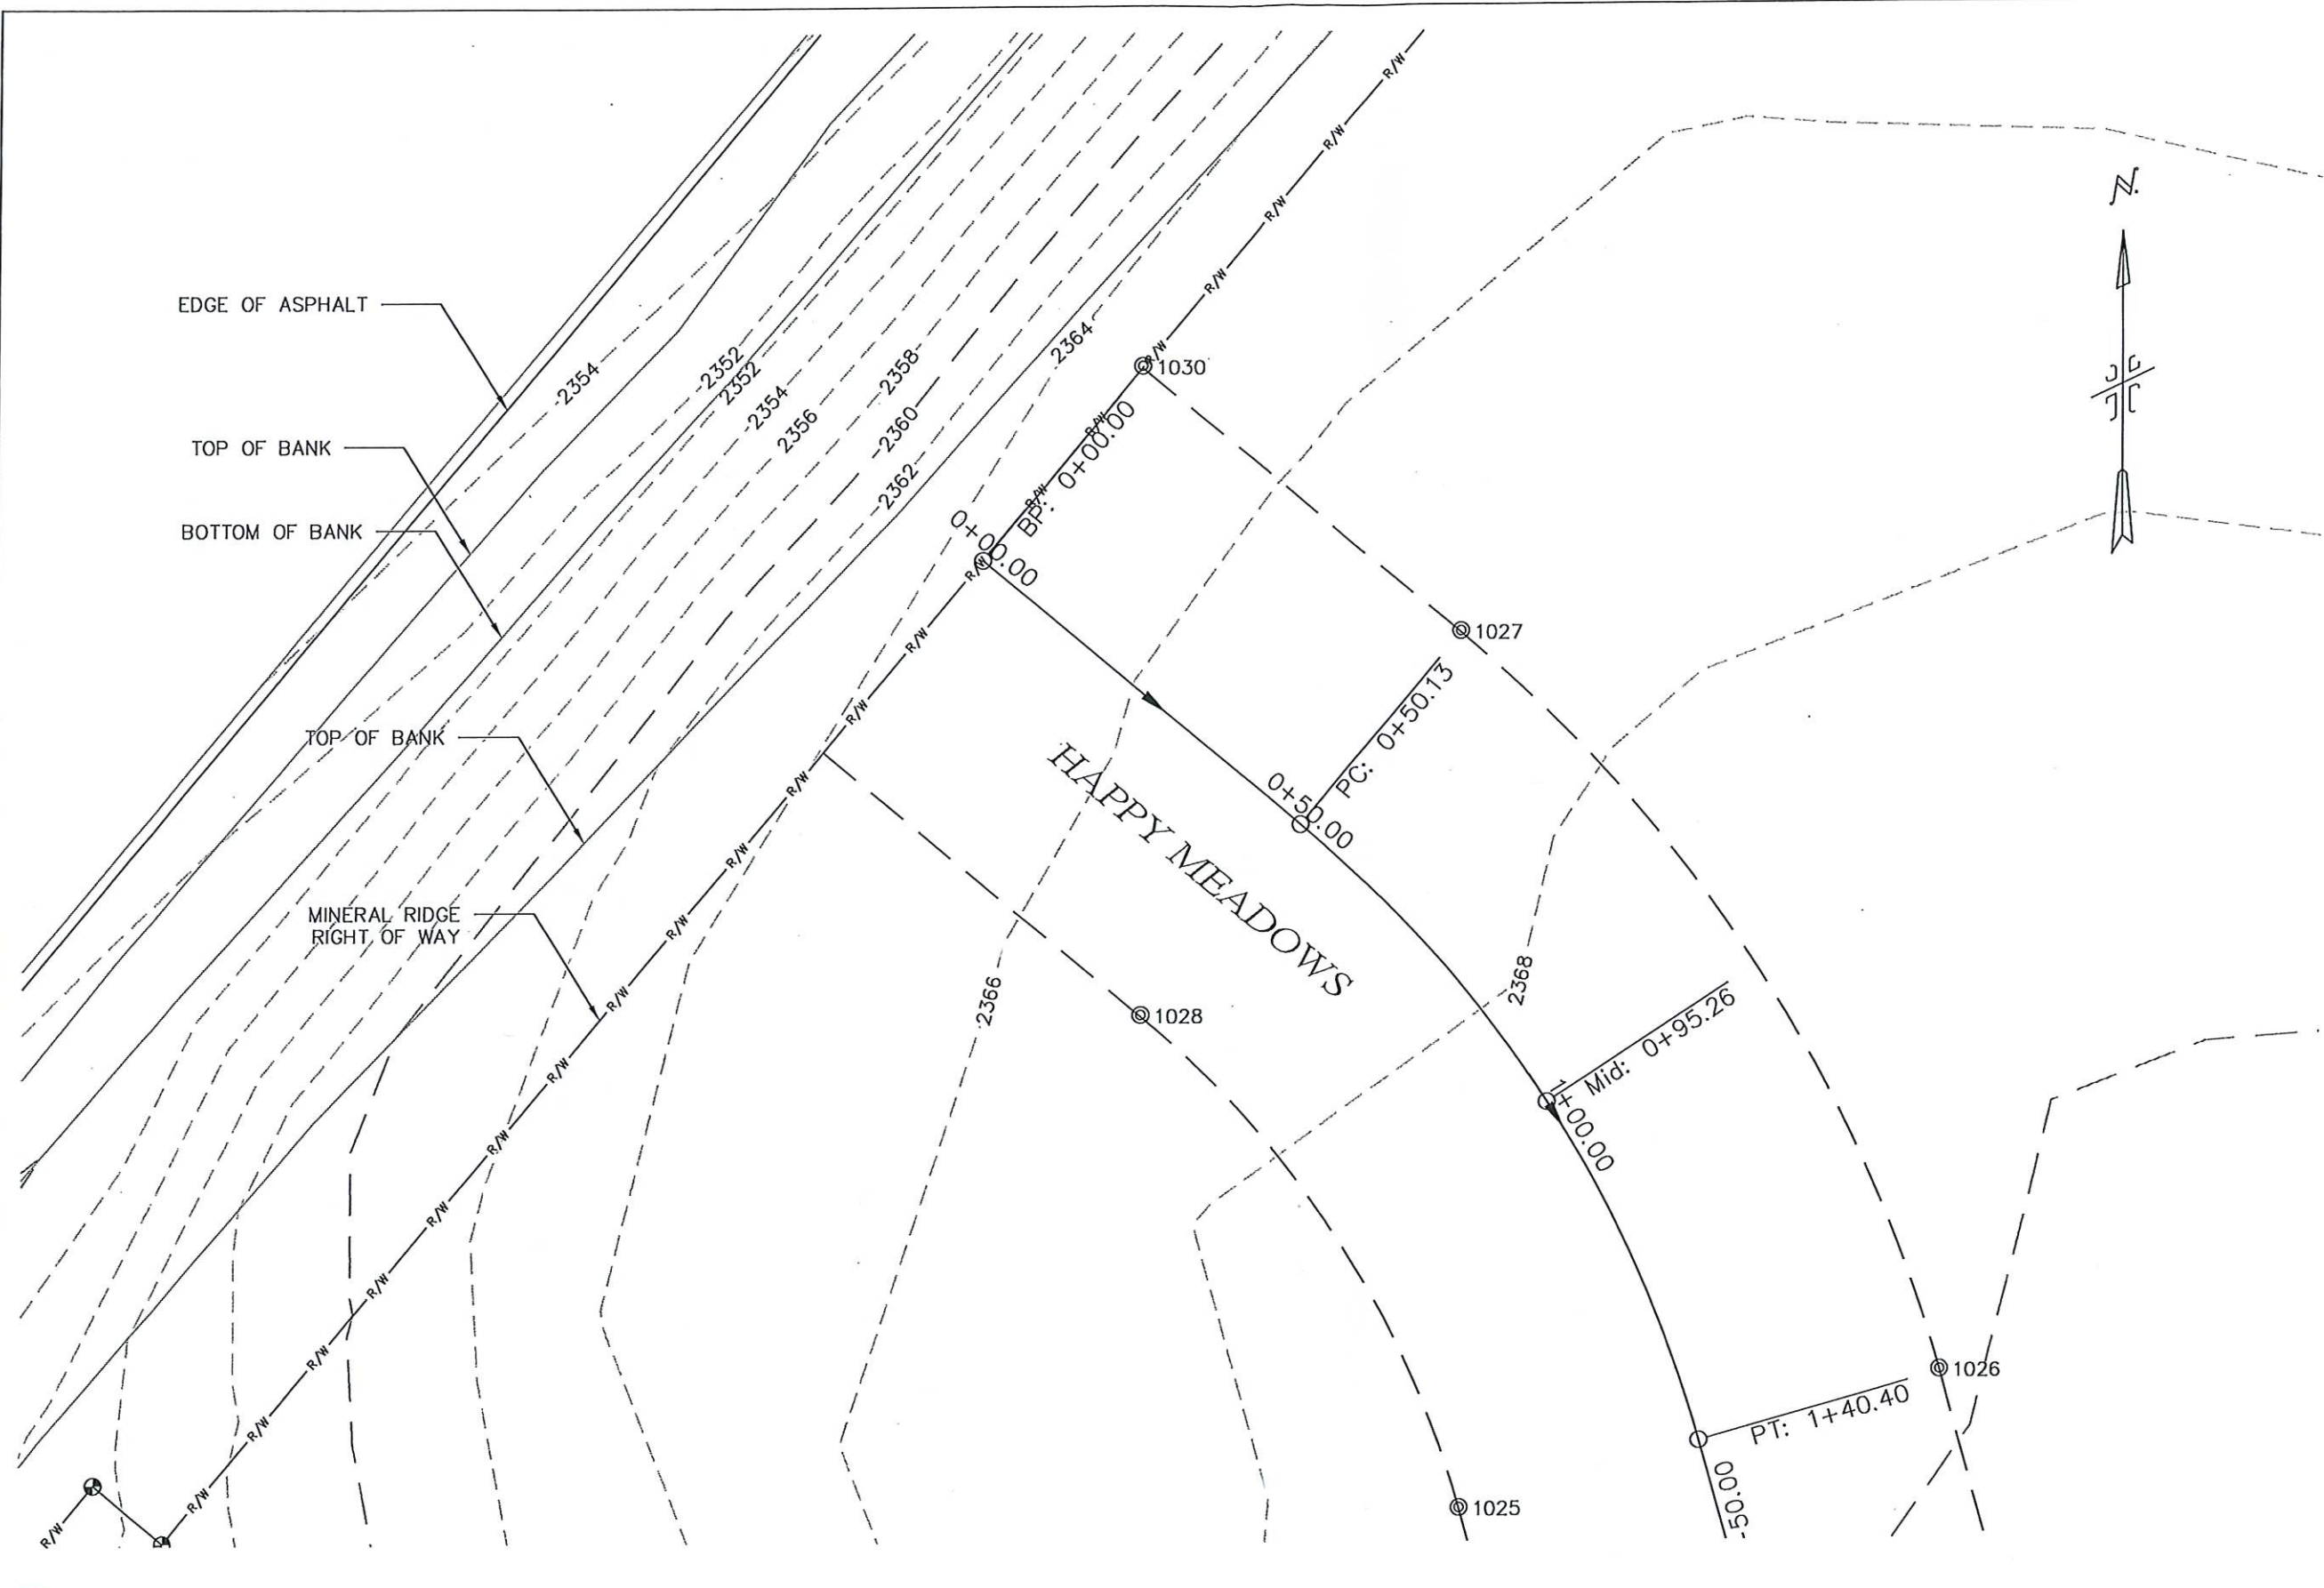 N.
R/W
R/W
R/W
R/W
R/W
1030
EDGE OF ASPHALT
2354
2352
2352
2354
2356
2358
2360
2362
2364
R/W
BP: 0+00.00
R/W
TOP OF BANK
BOTTOM OF BANK
0+00.00
R/W
R/W
R/W
R/W
1027
PC: 0+50.13
0+50.00
TOP OF BANK
HAPPY MEADOWS
R/W
R/W
MINERAL RIDGE
RIGHT OF WAY
R/W
R/W
2366
1028
2368
Mid: 0+95.26
1+00.00
R/W
R/W
R/W
R/W
R/W
R/W
1026
PT: 1+40.40
1025
-50.00
R/W